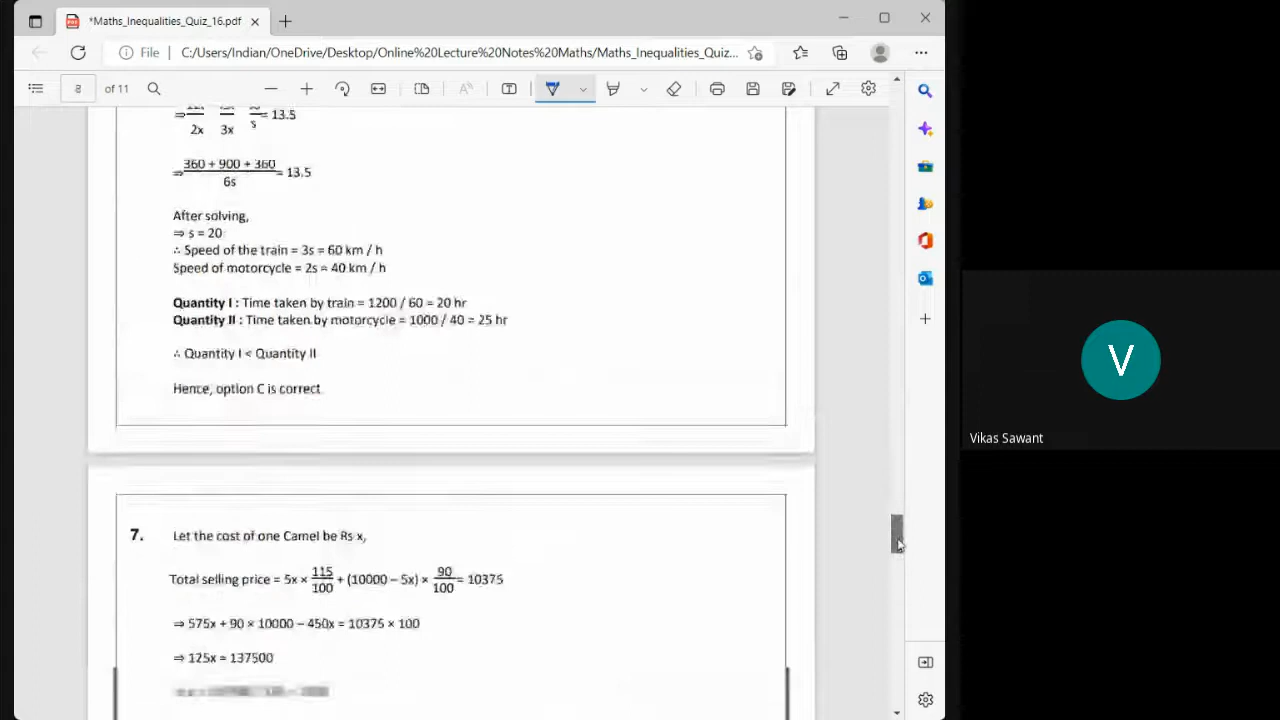 *Maths_Inequalities_Quiz_16.pdf
File C:/Users/Indian/OneDrive/Desktop/Online%20Lecture%20Notes%20Maths/Maths_Inequalities_Quiz...
8 of 11
⇒ 2x 3x s = 13.5
⇒ 360 + 900 + 360 / 6s = 13.5
After solving,
⇒ s = 20
∴ Speed of the train = 3s = 60 km / h
Speed of motorcycle = 2s = 40 km / h
Quantity I : Time taken by train = 1200 / 60 = 20 hr
Quantity II : Time taken by motorcycle = 1000 / 40 = 25 hr
∴ Quantity I < Quantity II
Hence, option C is correct.
7. Let the cost of one Camel be Rs x,
Total selling price = 5x × 115/100 + (10000 – 5x) × 90/100 = 10375
⇒ 575x + 90 × 10000 – 450x = 10375 × 100
⇒ 125x = 137500
V
Vikas Sawant